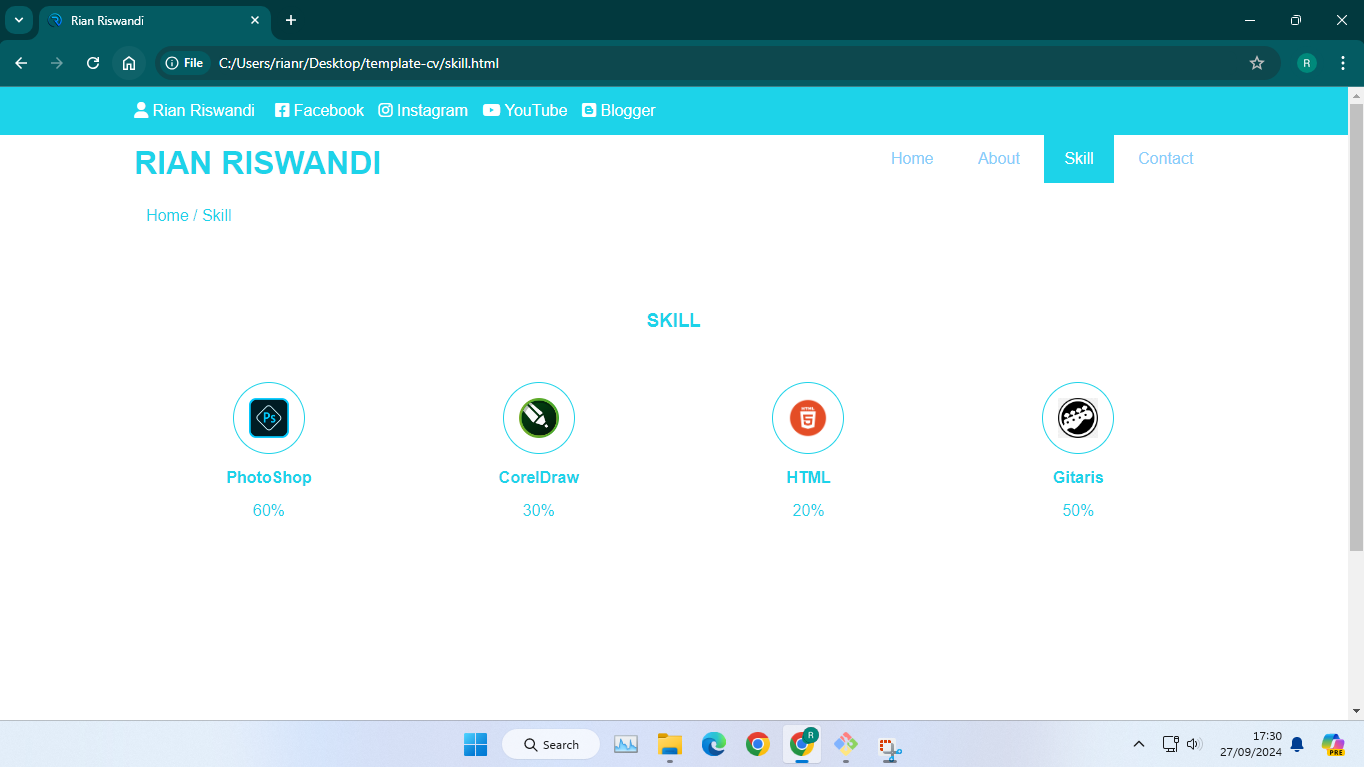 Rian Riswandi
File C:/Users/rianr/Desktop/template-cv/skill.html R
Rian Riswandi Facebook Instagram YouTube Blogger
RIAN RISWANDI Home About Skill Contact
Home / Skill
SKILL
Ps HTML 5
PhotoShop CorelDraw HTML Gitaris
60% 30% 20% 50%
Search R 17:30
27/09/2024 PRE